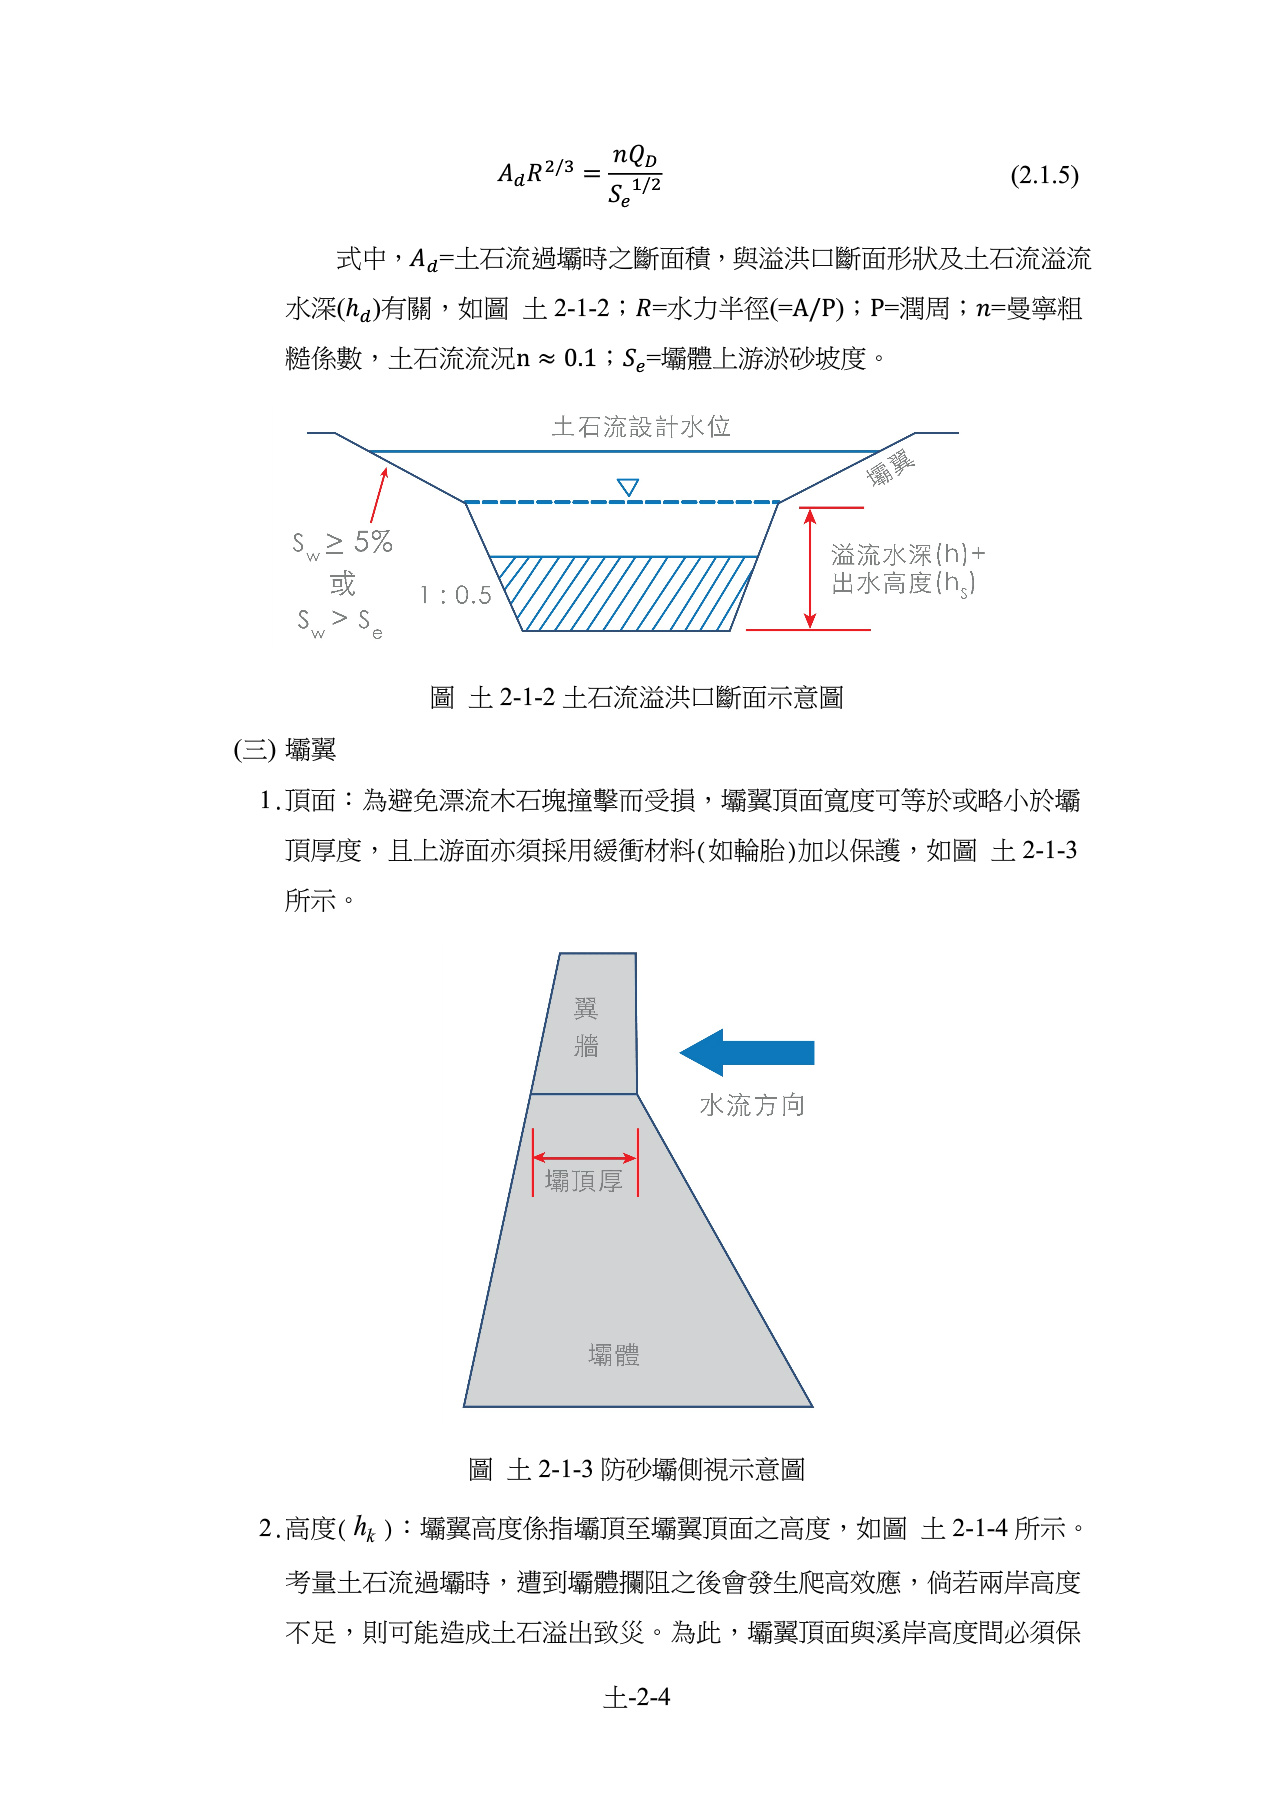 A_d R^{2/3} = nQ_D / S_e^{1/2} (2.1.5)
式中，A_d=土石流過壩時之斷面積，與溢洪口斷面形狀及土石流溢流
水深(h_d)有關，如圖 土 2-1-2；R=水力半徑(=A/P)；P=潤周；n=曼寧粗
糙係數，土石流流況n ≈ 0.1；S_e=壩體上游淤砂坡度。
土石流設計水位
壩翼
S_w ≥ 5%
或
S_w > S_e
1 : 0.5
溢流水深(h)+
出水高度(h_s)
圖 土 2-1-2 土石流溢洪口斷面示意圖
(三) 壩翼
1.頂面：為避免漂流木石塊撞擊而受損，壩翼頂面寬度可等於或略小於壩
頂厚度，且上游面亦須採用緩衝材料(如輪胎)加以保護，如圖 土 2-1-3
所示。
翼
牆
水流方向
壩頂厚
壩體
圖 土 2-1-3 防砂壩側視示意圖
2.高度( h_k )：壩翼高度係指壩頂至壩翼頂面之高度，如圖 土 2-1-4 所示。
考量土石流過壩時，遭到壩體攔阻之後會發生爬高效應，倘若兩岸高度
不足，則可能造成土石溢出致災。為此，壩翼頂面與溪岸高度間必須保
土-2-4